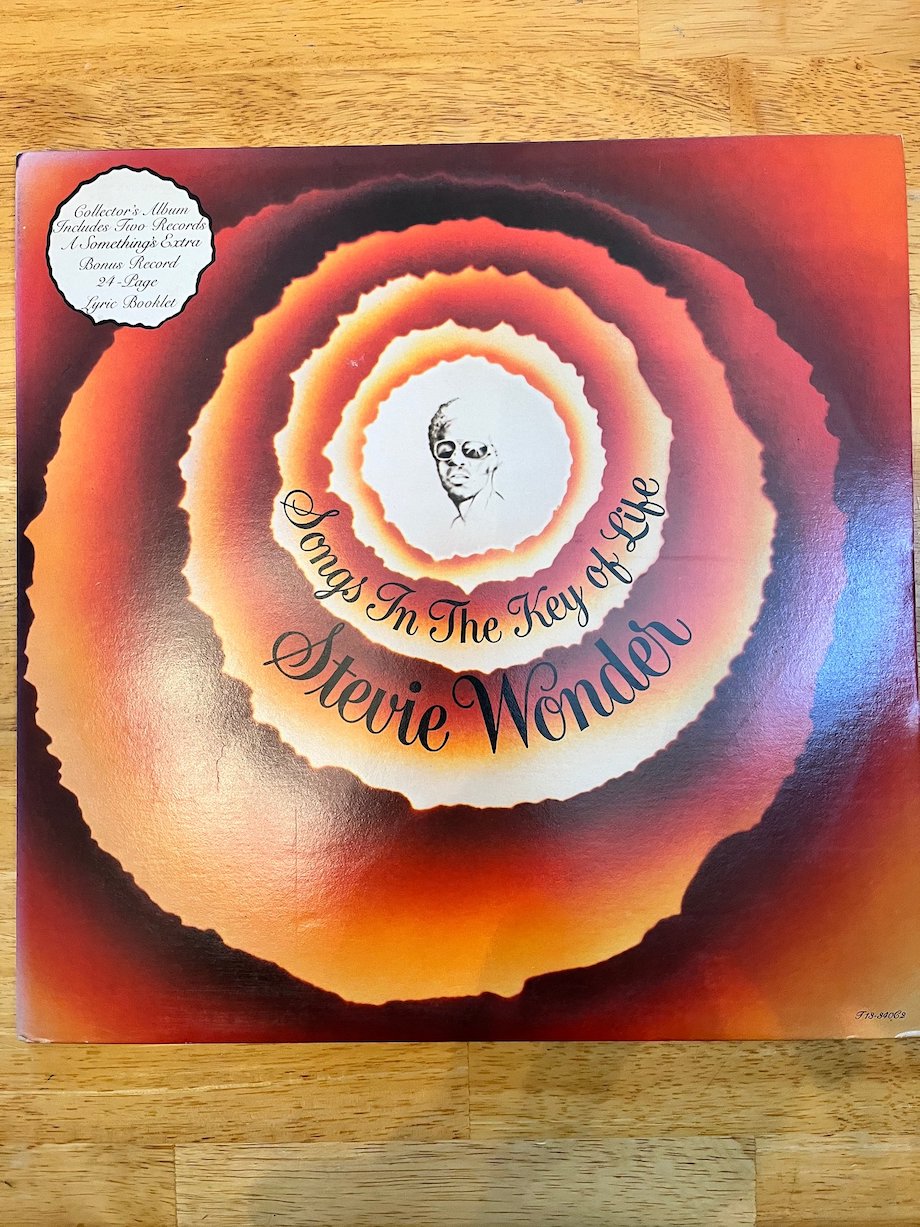 Collector's Album
Includes Two Records
A Something's Extra
Bonus Record
24-Page
Lyric Booklet
Songs In The Key of Life
Stevie Wonder
T13-340C2